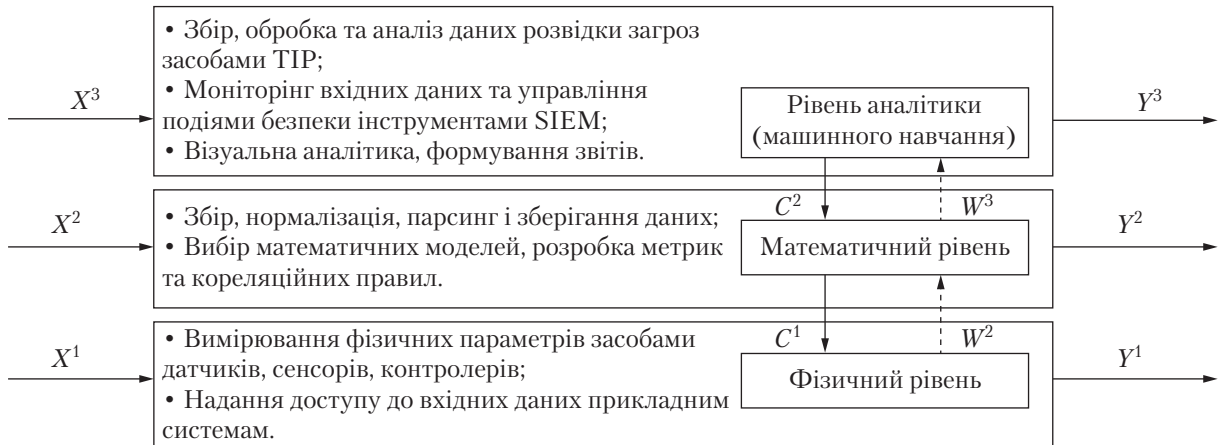 • Збір, обробка та аналіз даних розвідки загроз
засобами TIP;
• Моніторинг вхідних даних та управління
подіями безпеки інструментами SIEM;
• Візуальна аналітика, формування звітів.
X³
Рівень аналітики
(машинного навчання)
Y³
C²
W³
X²
• Збір, нормалізація, парсинг і зберігання даних;
• Вибір математичних моделей, розробка метрик
та кореляційних правил.
Математичний рівень
Y²
C¹
W²
X¹
• Вимірювання фізичних параметрів засобами
датчиків, сенсорів, контролерів;
• Надання доступу до вхідних даних прикладним
системам.
Фізичний рівень
Y¹